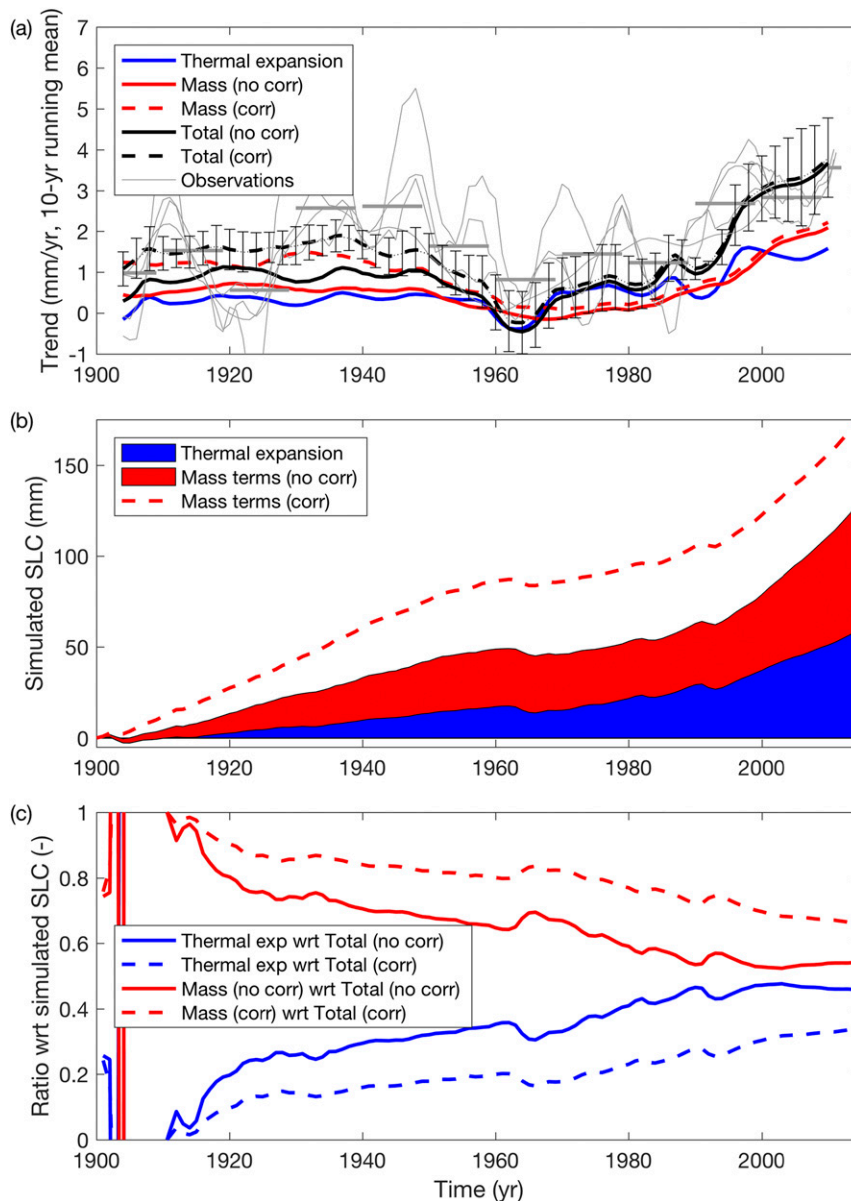 (a)
Trend (mm/yr, 10-yr running mean)
7
6
5
4
3
2
1
0
-1
Thermal expansion
Mass (no corr)
Mass (corr)
Total (no corr)
Total (corr)
Observations
1900 1920 1940 1960 1980 2000
(b)
Simulated SLC (mm)
150
100
50
0
Thermal expansion
Mass terms (no corr)
Mass terms (corr)
1900 1920 1940 1960 1980 2000
(c)
Ratio wrt simulated SLC (-)
1
0.8
0.6
0.4
0.2
0
Thermal exp wrt Total (no corr)
Thermal exp wrt Total (corr)
Mass (no corr) wrt Total (no corr)
Mass (corr) wrt Total (corr)
1900 1920 1940 1960 1980 2000
Time (yr)